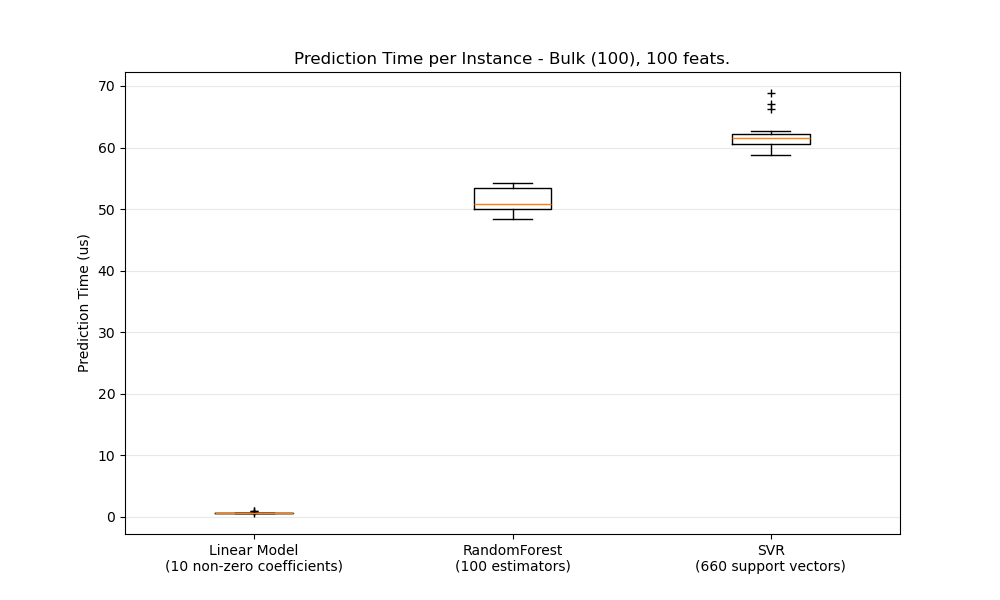 Prediction Time per Instance - Bulk (100), 100 feats.
70
60
50
40
30
20
10
0
Prediction Time (us)
Linear Model
(10 non-zero coefficients)
RandomForest
(100 estimators)
SVR
(660 support vectors)